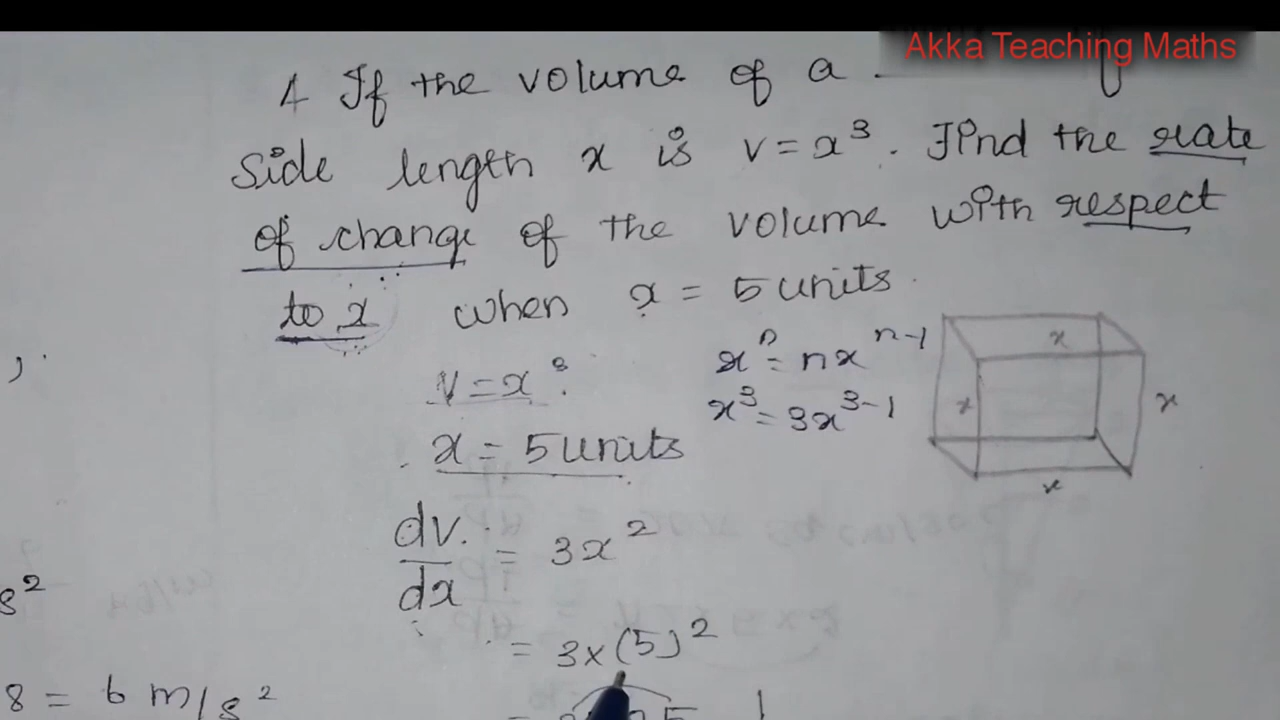 Akka Teaching Maths
4 If the volume of a
side length x is v = x³. Find the rate
of change of the volume with respect
to x when x = 5 units.
V = x³
xⁿ = nxⁿ⁻¹
x³ = 3x³⁻¹
x = 5 units
dv/dx = 3x²
= 3×(5)²
x
x
x
x
,
s²
8 = 6 m/s²